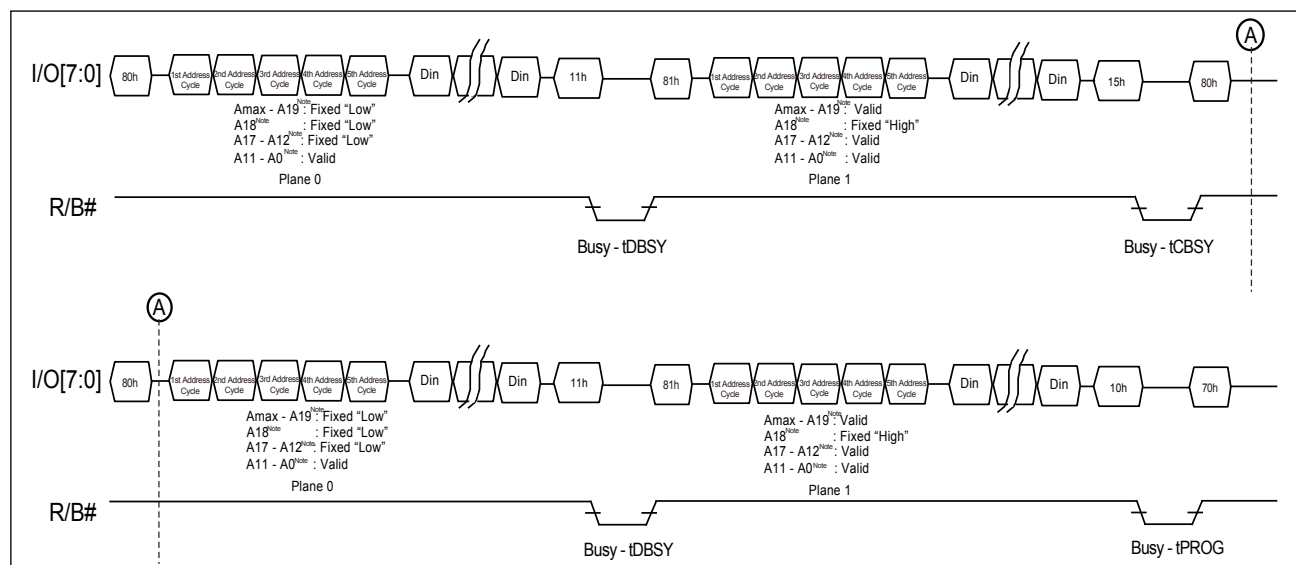 A
I/O[7:0] 80h 1st Address Cycle 2nd Address Cycle 3rd Address Cycle 4th Address Cycle 5th Address Cycle Din Din 11h 81h 1st Address Cycle 2nd Address Cycle 3rd Address Cycle 4th Address Cycle 5th Address Cycle Din Din 15h 80h
Amax - A19Note: Fixed “Low”
A18Note : Fixed “Low”
A17 - A12Note: Fixed “Low”
A11 - A0Note : Valid
Plane 0
Amax - A19Note: Valid
A18Note : Fixed “High”
A17 - A12Note: Valid
A11 - A0Note : Valid
Plane 1
R/B#
Busy - tDBSY
Busy - tCBSY
A
I/O[7:0] 80h 1st Address Cycle 2nd Address Cycle 3rd Address Cycle 4th Address Cycle 5th Address Cycle Din Din 11h 81h 1st Address Cycle 2nd Address Cycle 3rd Address Cycle 4th Address Cycle 5th Address Cycle Din Din 10h 70h
Amax - A19Note: Fixed “Low”
A18Note : Fixed “Low”
A17 - A12Note: Fixed “Low”
A11 - A0Note : Valid
Plane 0
Amax - A19Note: Valid
A18Note : Fixed “High”
A17 - A12Note: Valid
A11 - A0Note : Valid
Plane 1
R/B#
Busy - tDBSY
Busy - tPROG